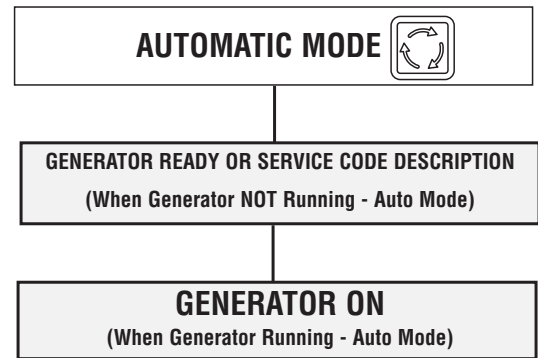 AUTOMATIC MODE
GENERATOR READY OR SERVICE CODE DESCRIPTION
(When Generator NOT Running - Auto Mode)
GENERATOR ON
(When Generator Running - Auto Mode)